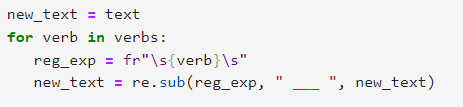 new_text = text
for verb in verbs:
   reg_exp = fr"\s{verb}\s"
   new_text = re.sub(reg_exp, " ___ ", new_text)